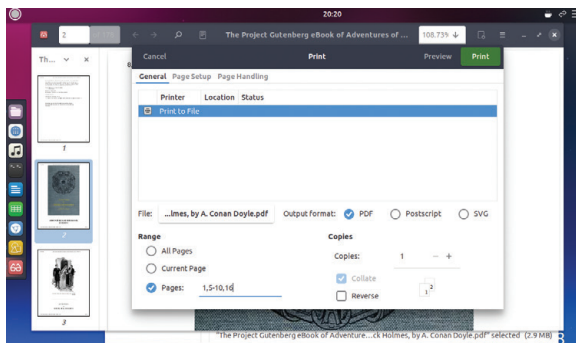 20:20
2 of
The Project Gutenberg eBook of Adventures of ...
108.73%
Th...
Cancel
Print
Preview
Print
General Page Setup Page Handling
Printer Location Status
Print to File
File: ...lmes, by A. Conan Doyle.pdf Output format: PDF Postscript SVG
Range Copies
All Pages Copies: 1 - +
Current Page Collate
Pages: 1,5-10,16 Reverse
1 2
1
2
3
"The Project Gutenberg eBook of Adventure...ck Holmes, by A. Conan Doyle.pdf" selected (2.9 MB)